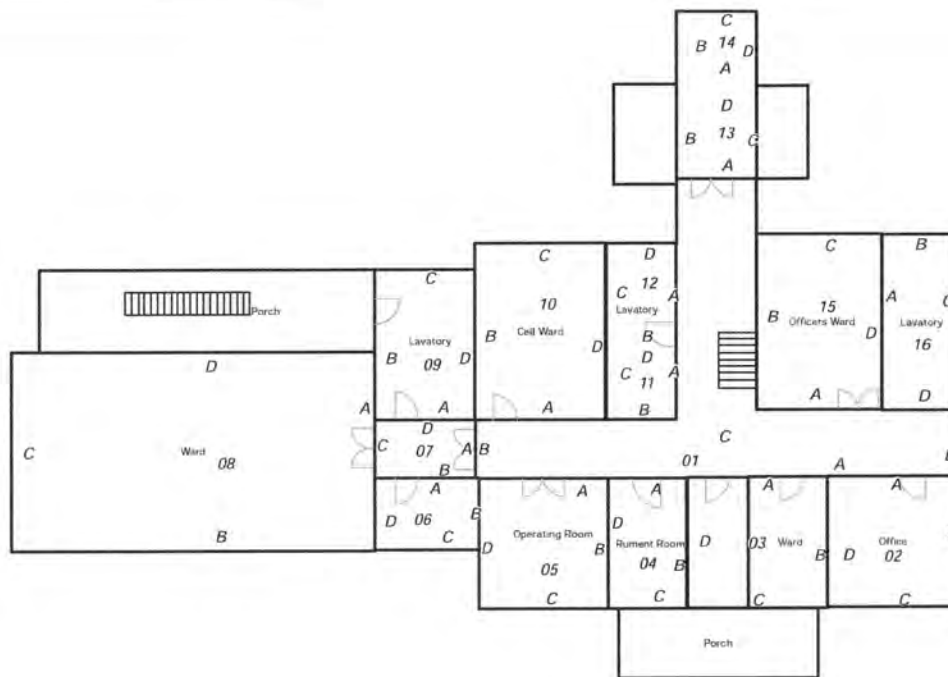 C
B 14 D
A
D
B 13 C
A
C
B 15
Officers Ward
D
A
B
A C
Lavatory
16
D
C
10
Ceil Ward
B D
A
D
12
C A
Lavatory
B
D
C 11 A
B
C
Lavatory
B D
09
A
Porch
D
A
C Ward
08
B
D
C 07 A
B
B
C
01
A
A
D 06 B
C
A
Operating Room
D B
05
C
A
D
Rument Room
04 B
C
A
D 03 Ward
B
C
A
Office
D 02
C
Porch